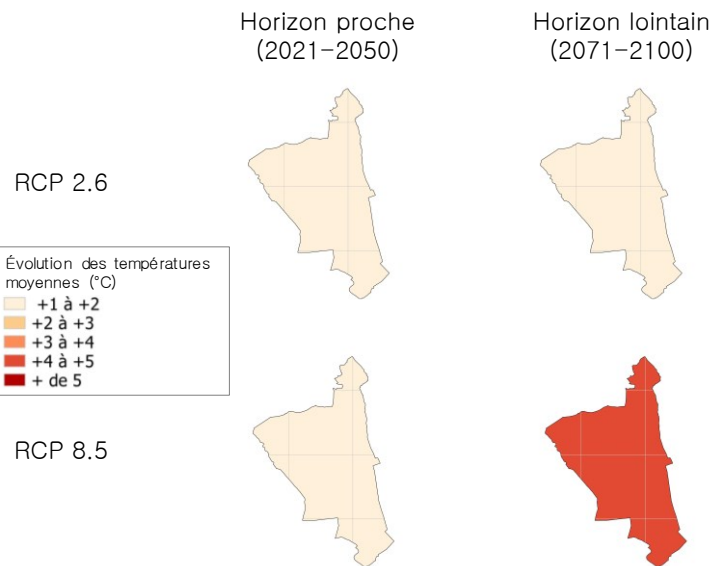 Horizon proche
(2021-2050)
Horizon lointain
(2071-2100)
RCP 2.6
Évolution des températures
moyennes (°C)
+1 à +2
+2 à +3
+3 à +4
+4 à +5
+ de 5
RCP 8.5